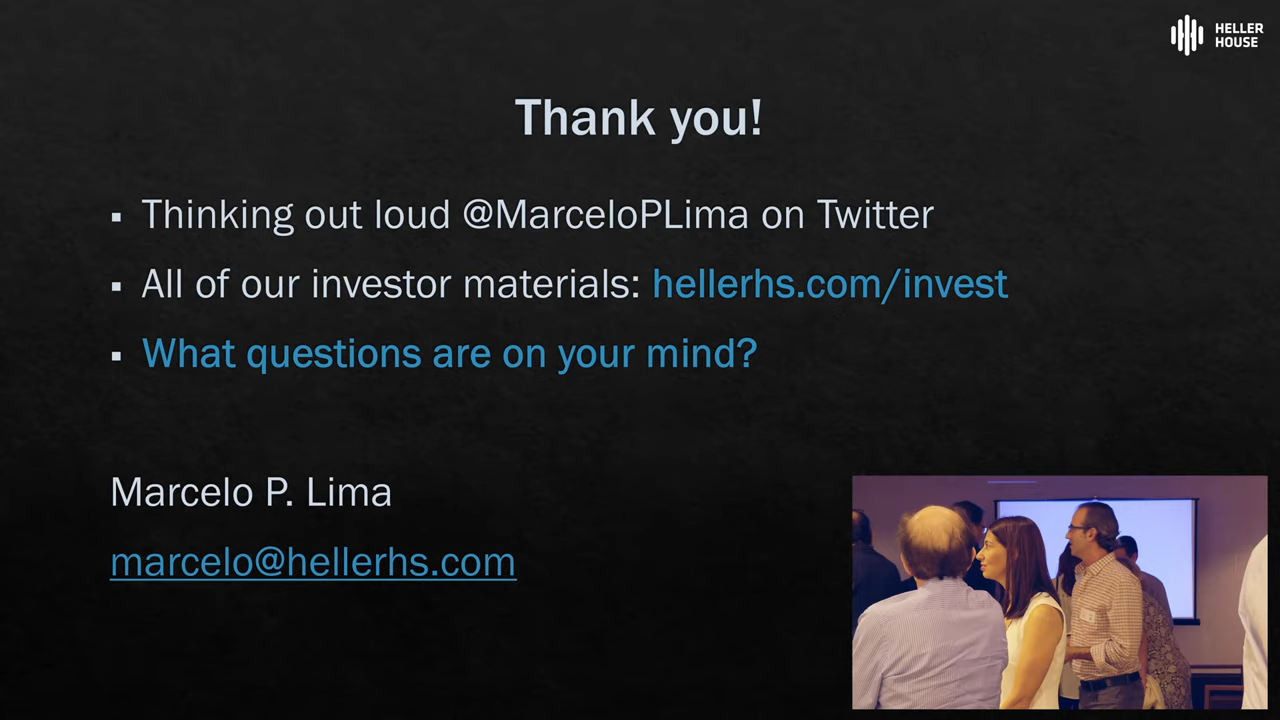 HELLER
HOUSE
Thank you!
▪ Thinking out loud @MarceloPLima on Twitter
▪ All of our investor materials: hellerhs.com/invest
▪ What questions are on your mind?
Marcelo P. Lima
marcelo@hellerhs.com